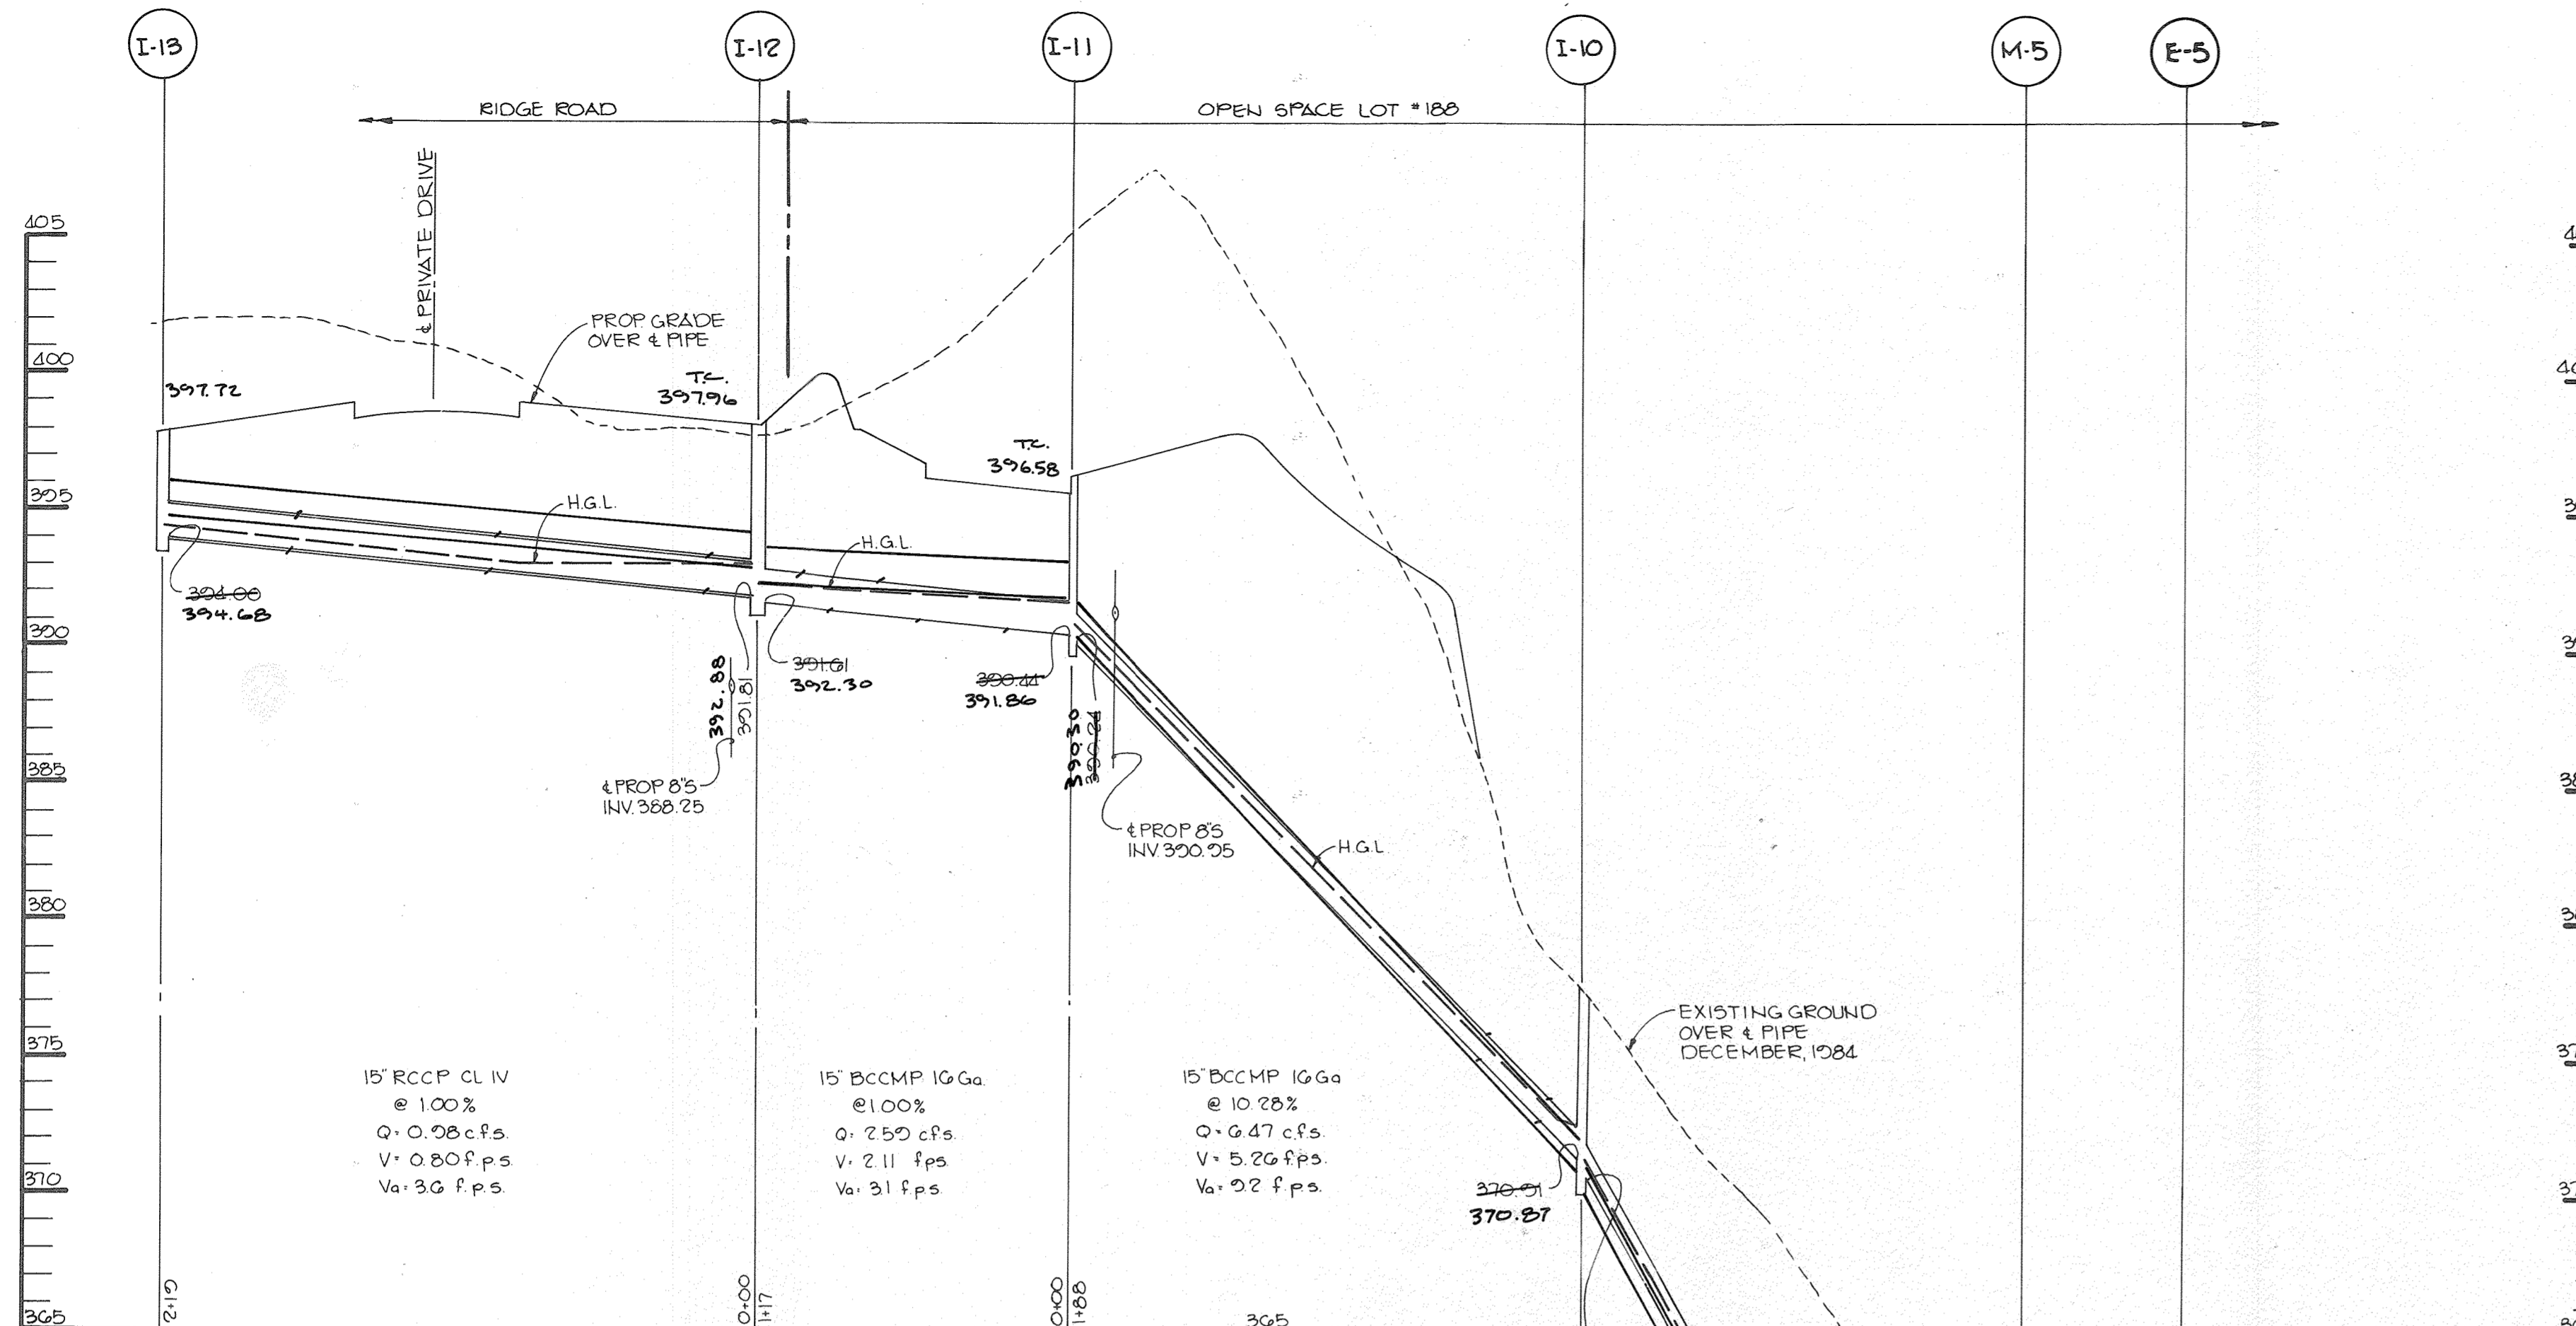 I-13
I-12
I-11
I-10
M-5
E-5
RIDGE ROAD
OPEN SPACE LOT #188
℄ PRIVATE DRIVE
405
400
395
390
385
380
375
370
365
PROP. GRADE
OVER ℄ PIPE
397.72
T.C.
397.96
T.C.
396.58
H.G.L.
H.G.L.
394.00
394.68
392.88
391.81
391.61
392.30
390.44
391.86
390.30
390.24
℄ PROP 8"S
INV. 388.25
℄ PROP 8"S
INV. 390.95
H.G.L.
EXISTING GROUND
OVER ℄ PIPE
DECEMBER, 1984
15" RCCP CL IV
@ 1.00%
Q= 0.98 c.f.s.
V= 0.80 f.p.s.
Va= 3.6 f.p.s.
15" BCCMP 16 Ga.
@ 1.00%
Q= 2.59 c.f.s.
V= 2.11 f.p.s.
Va= 3.1 f.p.s.
15" BCCMP 16 Ga
@ 10.28%
Q= 6.47 c.f.s.
V= 5.26 f.p.s.
Va= 9.2 f.p.s.
370.91
370.87
2+19
0+00
1+17
0+00
1+88
365